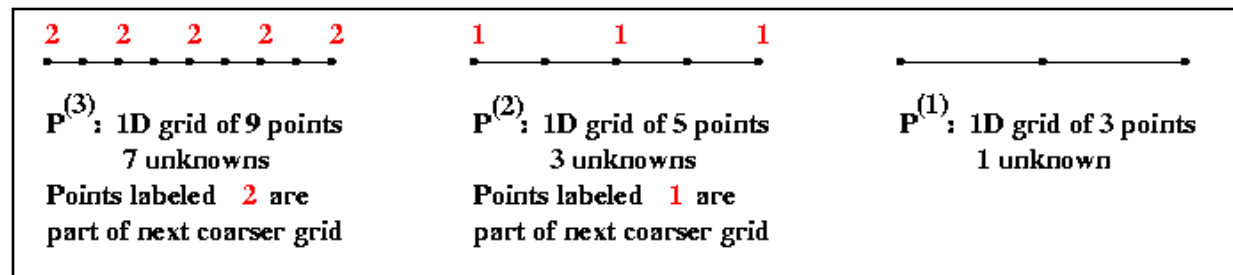 2 2 2 2 2
P(3): 1D grid of 9 points
7 unknowns
Points labeled 2 are
part of next coarser grid
1 1 1
P(2): 1D grid of 5 points
3 unknowns
Points labeled 1 are
part of next coarser grid
P(1): 1D grid of 3 points
1 unknown